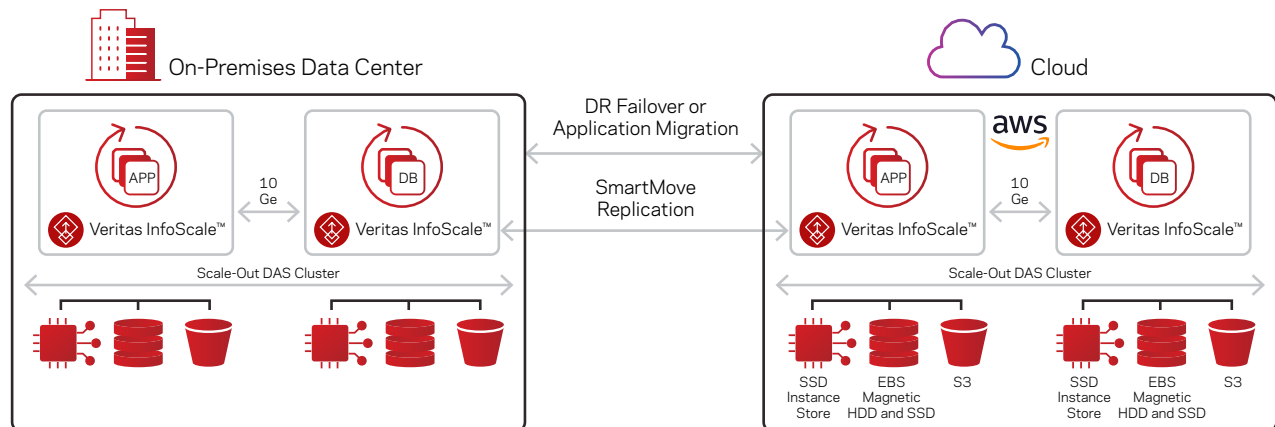 On-Premises Data Center
Cloud
DR Failover or
Application Migration
SmartMove
Replication
APP
Veritas InfoScale™
10
Ge
DB
Veritas InfoScale™
Scale-Out DAS Cluster
aws
APP
Veritas InfoScale™
10
Ge
DB
Veritas InfoScale™
Scale-Out DAS Cluster
SSD
Instance
Store
EBS
Magnetic
HDD and SSD
S3
SSD
Instance
Store
EBS
Magnetic
HDD and SSD
S3